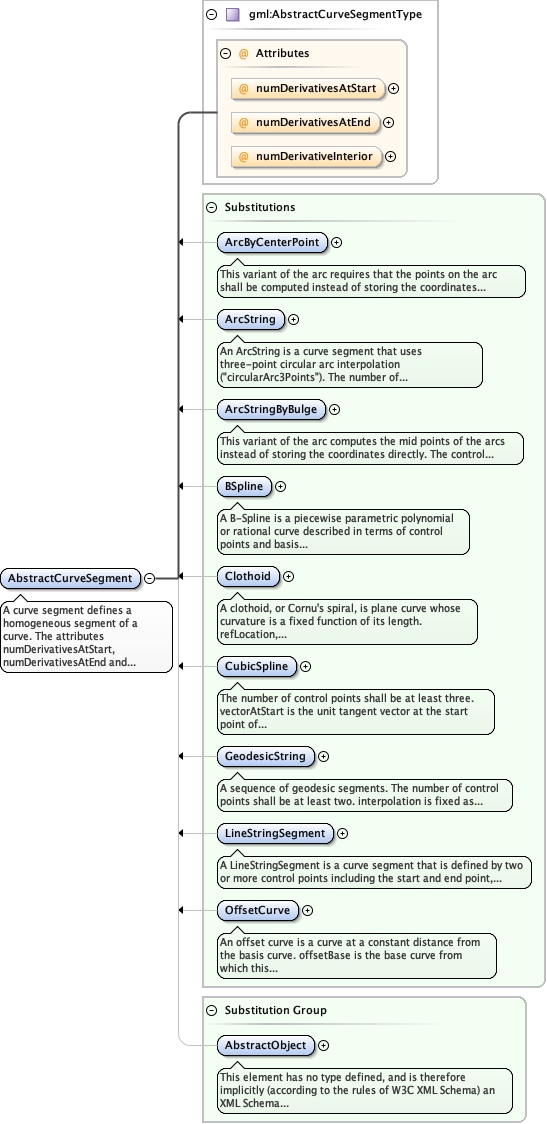 gml:AbstractCurveSegmentType
@ Attributes
@ numDerivativesAtStart
@ numDerivativesAtEnd
@ numDerivativeInterior
Substitutions
ArcByCenterPoint
This variant of the arc requires that the points on the arc
shall be computed instead of storing the coordinates...
ArcString
An ArcString is a curve segment that uses
three-point circular arc interpolation
("circularArc3Points"). The number of...
ArcStringByBulge
This variant of the arc computes the mid points of the arcs
instead of storing the coordinates directly. The control...
BSpline
A B-Spline is a piecewise parametric polynomial
or rational curve described in terms of control
points and basis...
AbstractCurveSegment
A curve segment defines a
homogeneous segment of a
curve. The attributes
numDerivativesAtStart,
numDerivativesAtEnd and...
Clothoid
A clothoid, or Cornu's spiral, is plane curve whose
curvature is a fixed function of its length.
refLocation,...
CubicSpline
The number of control points shall be at least three.
vectorAtStart is the unit tangent vector at the start
point of...
GeodesicString
A sequence of geodesic segments. The number of control
points shall be at least two. interpolation is fixed as...
LineStringSegment
A LineStringSegment is a curve segment that is defined by two
or more control points including the start and end point,...
OffsetCurve
An offset curve is a curve at a constant distance from
the basis curve. offsetBase is the base curve from
which this...
Substitution Group
AbstractObject
This element has no type defined, and is therefore
implicitly (according to the rules of W3C XML Schema) an
XML Schema...